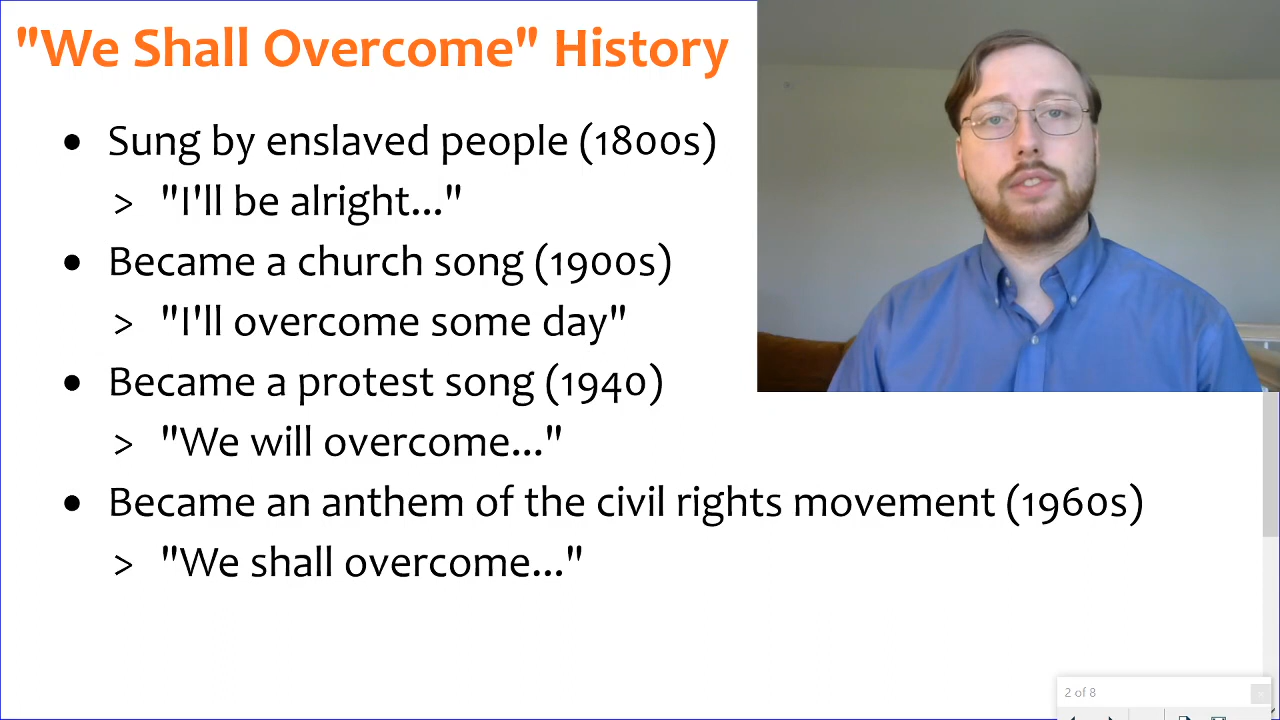 "We Shall Overcome" History
• Sung by enslaved people (1800s)
> "I'll be alright..."
• Became a church song (1900s)
> "I'll overcome some day"
• Became a protest song (1940)
> "We will overcome..."
• Became an anthem of the civil rights movement (1960s)
> "We shall overcome..."
2 of 8